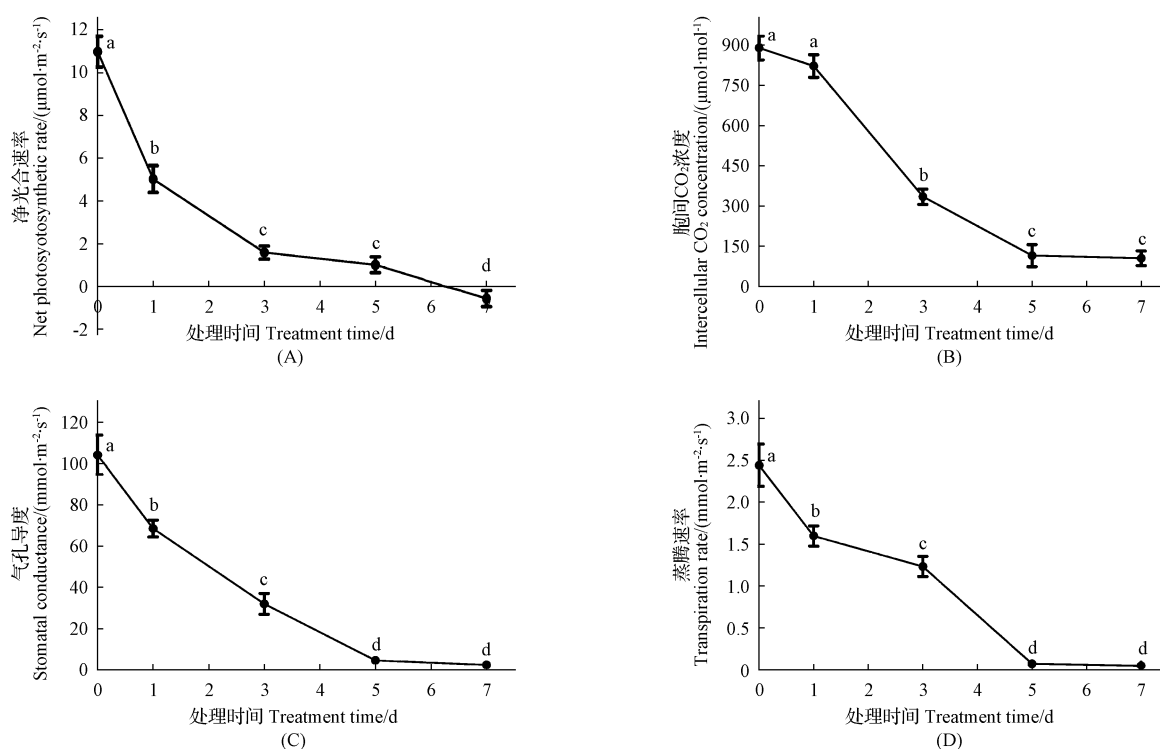 净光合速率
Net photosyotosynthetic rate/(μmol·m⁻²·s⁻¹)
12
10
8
6
4
2
0
-2
a
b
c
c
d
0 1 2 3 4 5 6 7
处理时间 Treatment time/d
(A)
胞间CO₂浓度
Intercellular CO₂ concentration/(μmol·mol⁻¹)
900
750
600
450
300
150
0
a
a
b
c
c
0 1 2 3 4 5 6 7
处理时间 Treatment time/d
(B)
气孔导度
Stomatal conductance/(mmol·m⁻²·s⁻¹)
120
100
80
60
40
20
0
a
b
c
d
d
0 1 2 3 4 5 6 7
处理时间 Treatment time/d
(C)
蒸腾速率
Transpiration rate/(mmol·m⁻²·s⁻¹)
3.0
2.5
2.0
1.5
1.0
0.5
0
a
b
c
d
d
0 1 2 3 4 5 6 7
处理时间 Treatment time/d
(D)